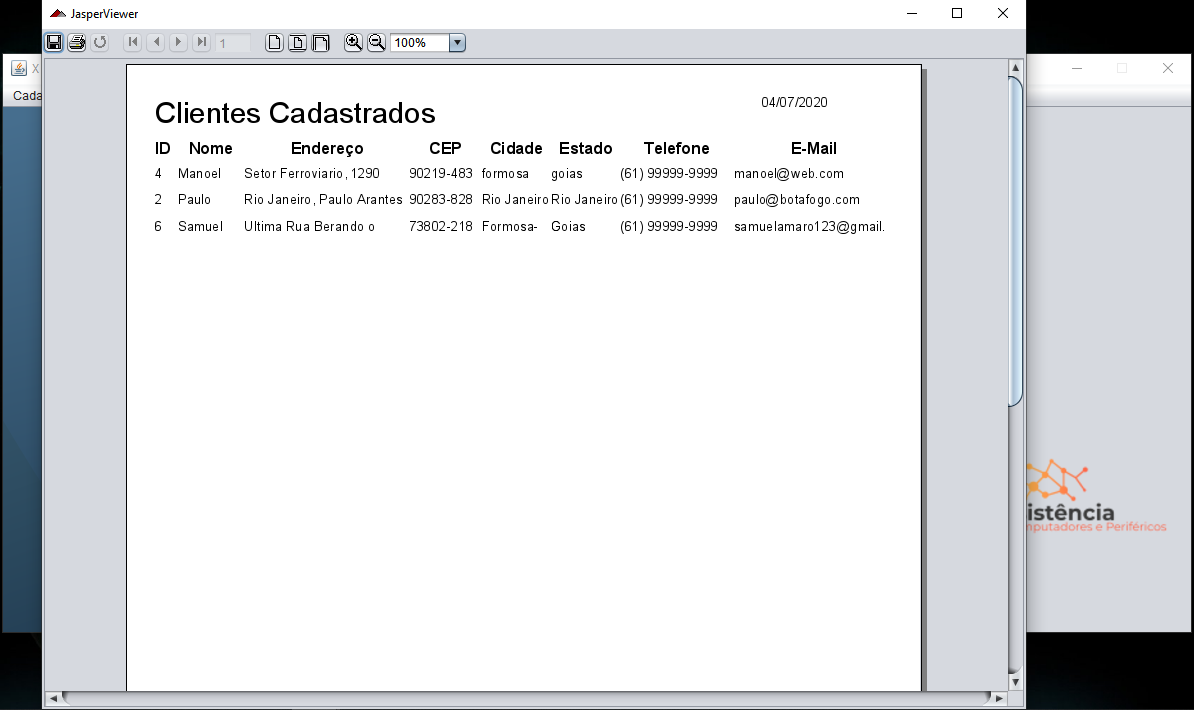 JasperViewer
1
100%
X
Cada
04/07/2020
Clientes Cadastrados
ID Nome Endereço CEP Cidade Estado Telefone E-Mail
4 Manoel Setor Ferroviario, 1290 90219-483 formosa goias (61) 99999-9999 manoel@web.com
2 Paulo Rio Janeiro, Paulo Arantes 90283-828 Rio Janeiro Rio Janeiro (61) 99999-9999 paulo@botafogo.com
6 Samuel Ultima Rua Berando o 73802-218 Formosa- Goias (61) 99999-9999 samuelamaro123@gmail.
istência
mputadores e Periféricos